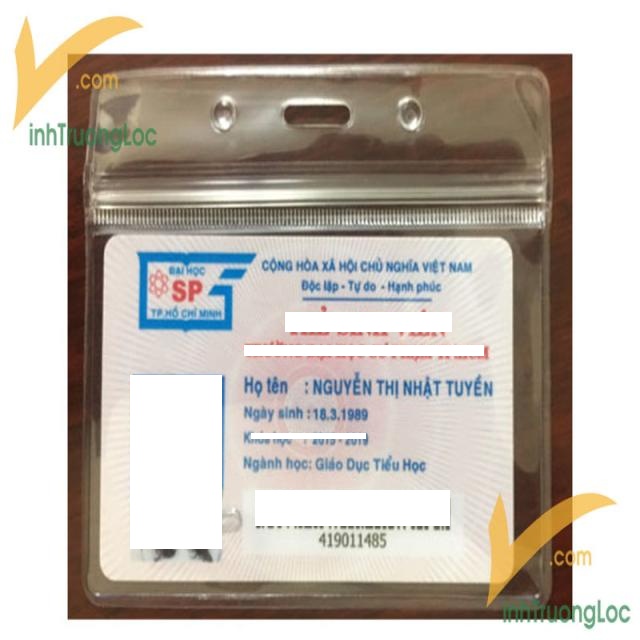 V.com
inhTruongLoc
ĐẠI HỌC
SP
TP.HỒ CHÍ MINH
CỘNG HÒA XÃ HỘI CHỦ NGHĨA VIỆT NAM
Độc lập - Tự do - Hạnh phúc
Họ tên : NGUYỄN THỊ NHẬT TUYỀN
Ngày sinh : 18.3.1989
Ngành học: Giáo Dục Tiểu Học
419011485
V.com
inhTruongLoc